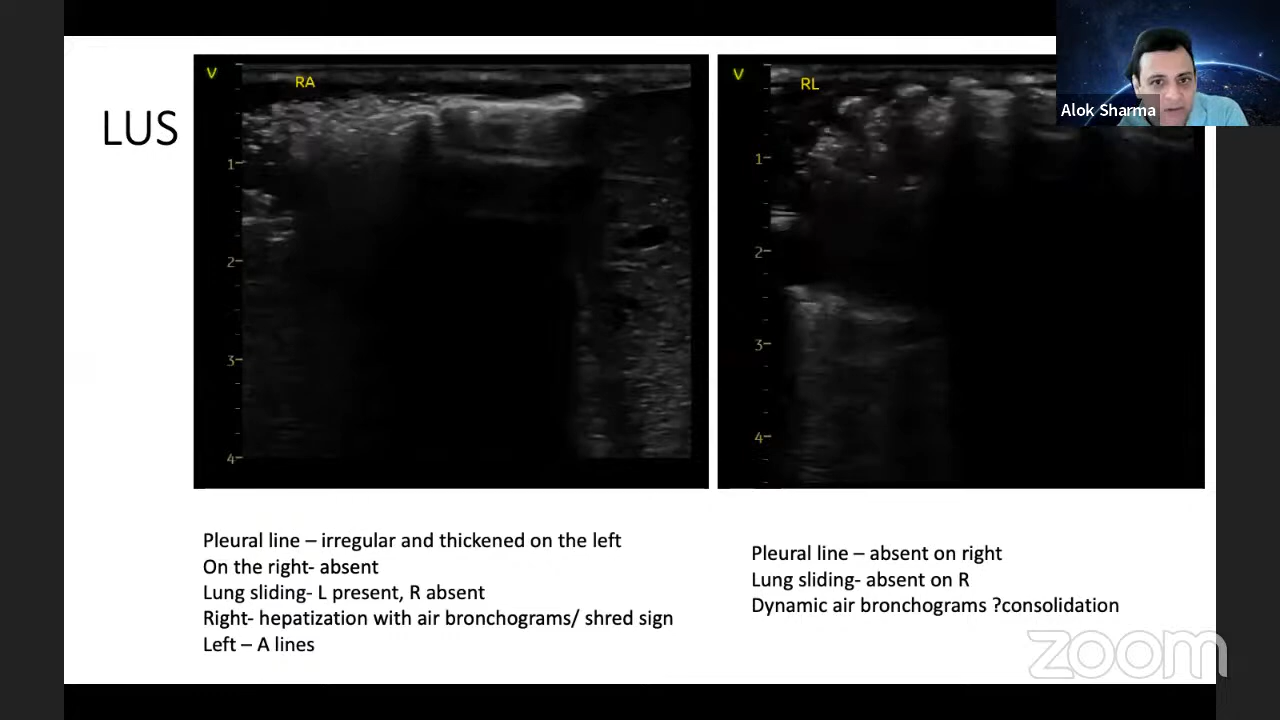 LUS
V
RA
1
2
3
4
V
RL
1
2
3
4
Alok Sharma
Pleural line – irregular and thickened on the left
On the right- absent
Lung sliding- L present, R absent
Right- hepatization with air bronchograms/ shred sign
Left – A lines
Pleural line – absent on right
Lung sliding- absent on R
Dynamic air bronchograms ?consolidation
zoom